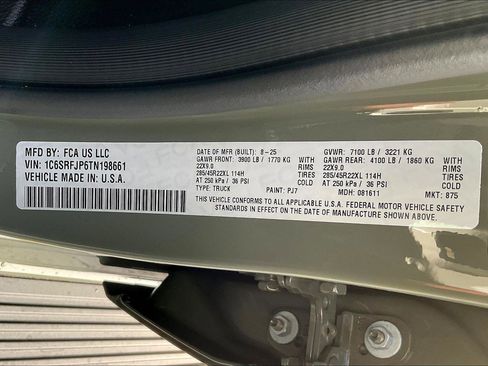 MFD BY: FCA US LLC
VIN: 1C6SRFJP6TN198661
VEHICLE MADE IN: U.S.A.
DATE OF MFR (BUILT): 8-25
GVWR: 7100 LB / 3221 KG
GAWR FRONT: 3900 LB / 1770 KG WITH
GAWR REAR: 4100 LB / 1860 KG WITH
22X9.0 RIMS
22X9.0 RIMS
285/45R22XL 114H TIRES
285/45R22XL 114H TIRES
AT 250 kPa / 36 PSI COLD
AT 250 kPa / 36 PSI COLD
TYPE: TRUCK PAINT: PJ7 MDH: 081611 MKT: 875
THIS VEHICLE CONFORMS TO ALL APPLICABLE U.S.A. FEDERAL MOTOR VEHICLE SAFETY
STANDARDS IN EFFECT ON THE DATE OF MANUFACTURE SHOWN ABOVE.